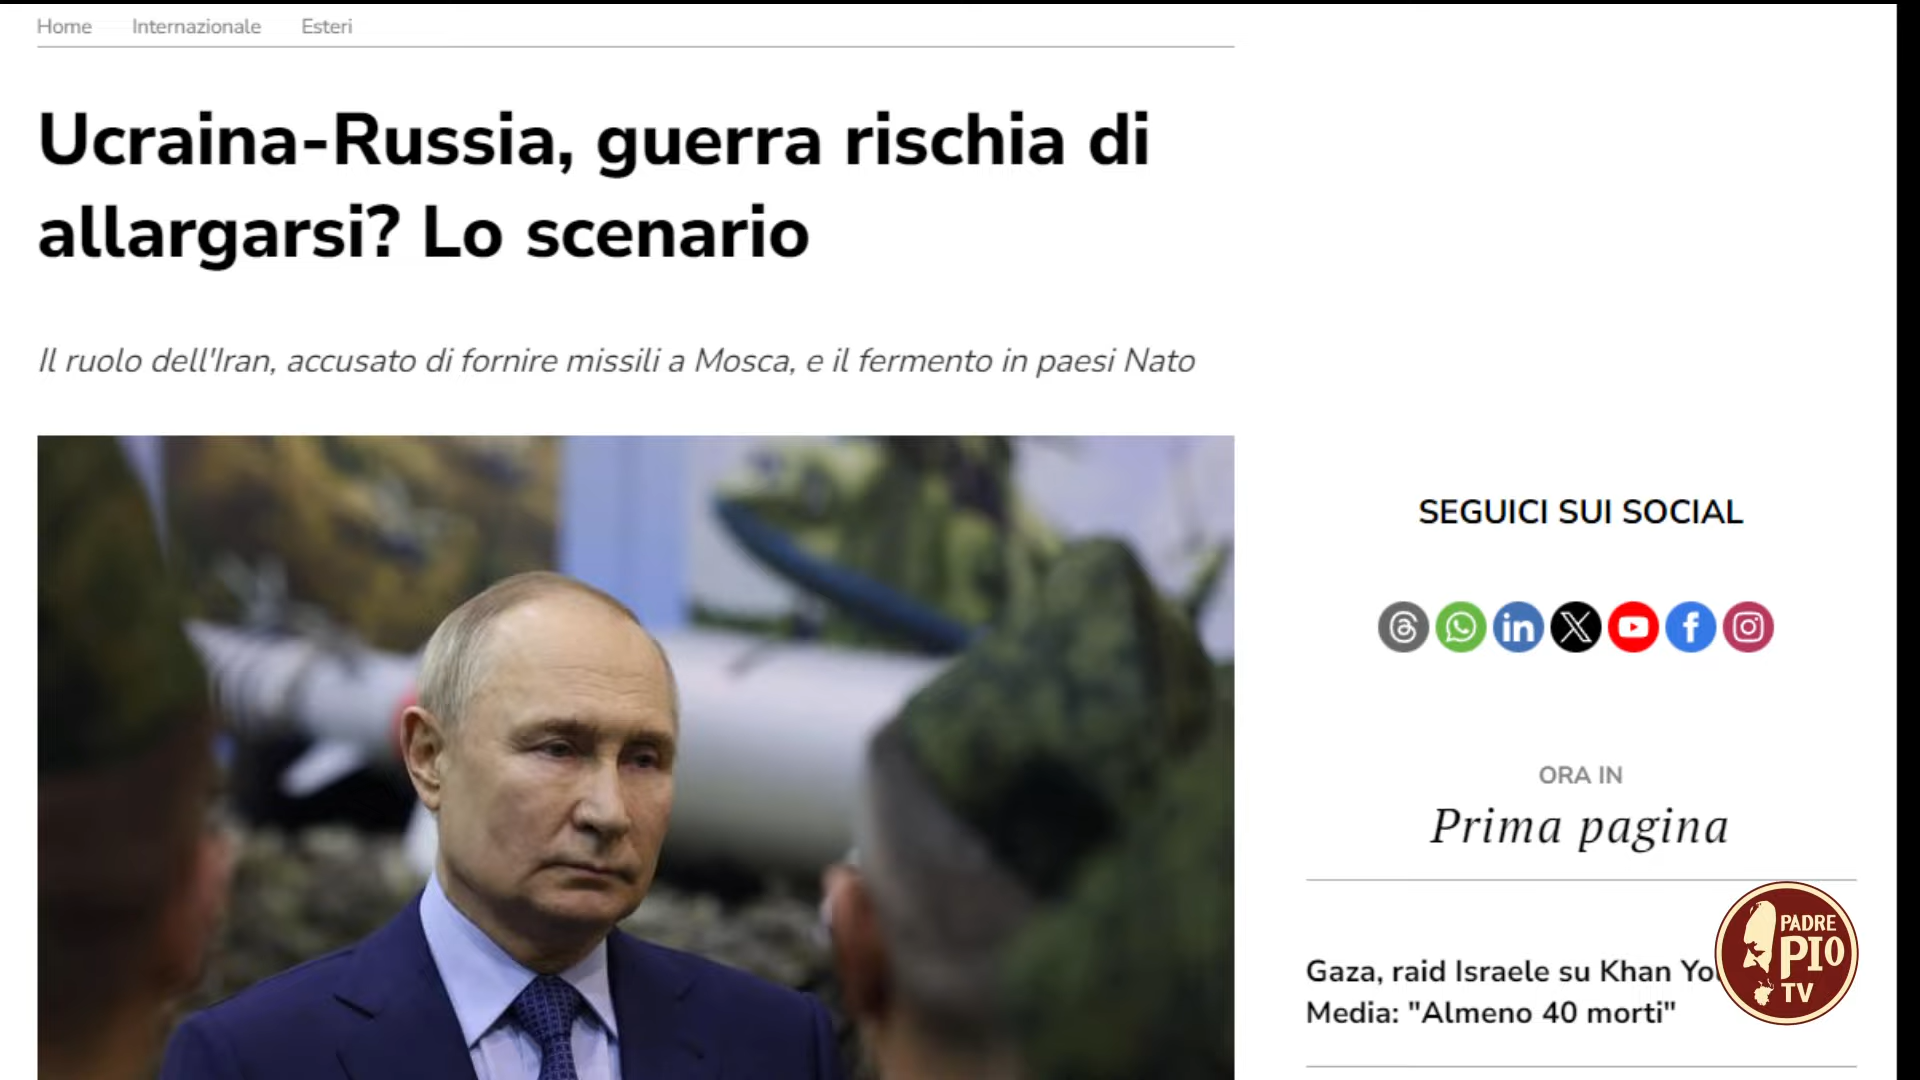 Home Internazionale Esteri
Ucraina-Russia, guerra rischia di
allargarsi? Lo scenario
Il ruolo dell'Iran, accusato di fornire missili a Mosca, e il fermento in paesi Nato
SEGUICI SUI SOCIAL
ORA IN
Prima pagina
Gaza, raid Israele su Khan
Media: "Almeno 40 morti"
PADRE
PIO
TV